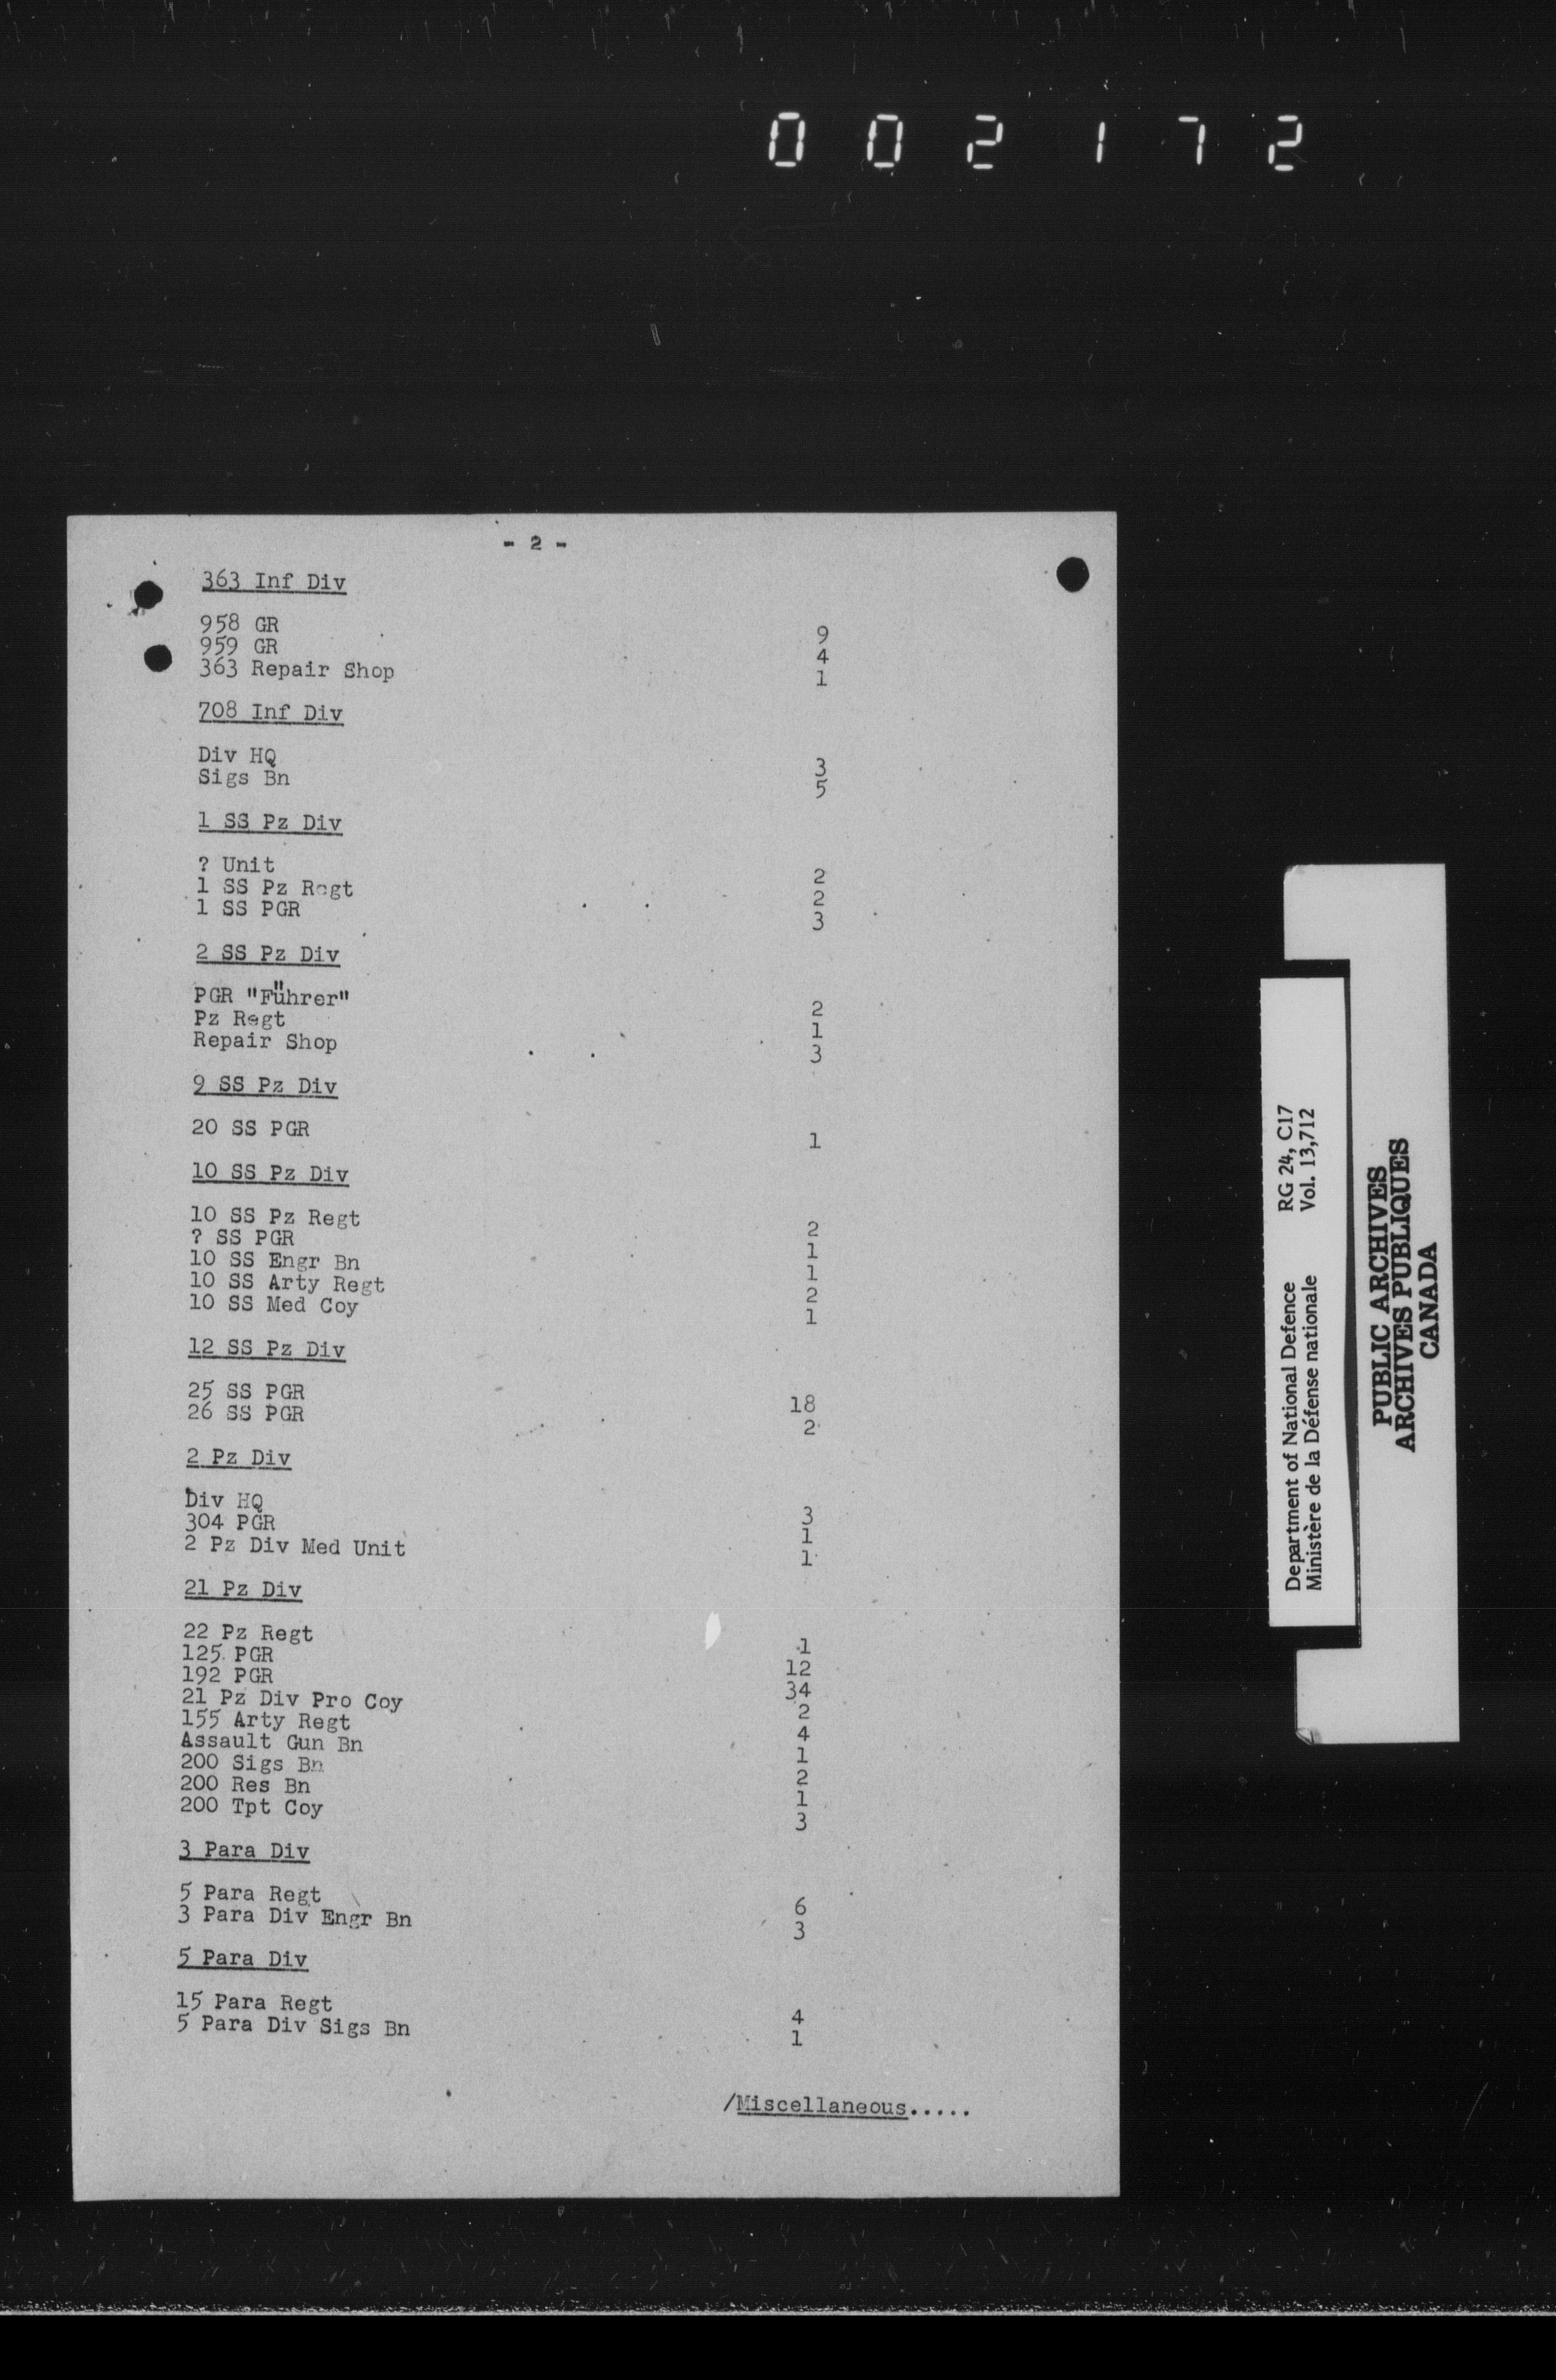 002172
- 2 -
363 Inf Div
958 GR 9
959 GR 4
363 Repair Shop 1
708 Inf Div
Div HQ 3
Sigs Bn 5
1 SS Pz Div
? Unit 2
1 SS Pz Regt 2
1 SS PGR 3
2 SS Pz Div
PGR "Führer" 2
Pz Regt 1
Repair Shop 3
9 SS Pz Div
20 SS PGR 1
10 SS Pz Div
10 SS Pz Regt 2
? SS PGR 1
10 SS Engr Bn 1
10 SS Arty Regt 2
10 SS Med Coy 1
12 SS Pz Div
25 SS PGR 18
26 SS PGR 2
2 Pz Div
Div HQ 3
304 PGR 1
2 Pz Div Med Unit 1
21 Pz Div
22 Pz Regt 1
125 PGR 12
192 PGR 34
21 Pz Div Pro Coy 2
155 Arty Regt 4
Assault Gun Bn 1
200 Sigs Bn 2
200 Res Bn 1
200 Tpt Coy 3
3 Para Div
5 Para Regt 6
3 Para Div Engr Bn 3
5 Para Div
15 Para Regt 4
5 Para Div Sigs Bn 1
/Miscellaneous.....
Department of National Defence RG 24, C17
Ministère de la Défense nationale Vol. 13,712
PUBLIC ARCHIVES
ARCHIVES PUBLIQUES
CANADA